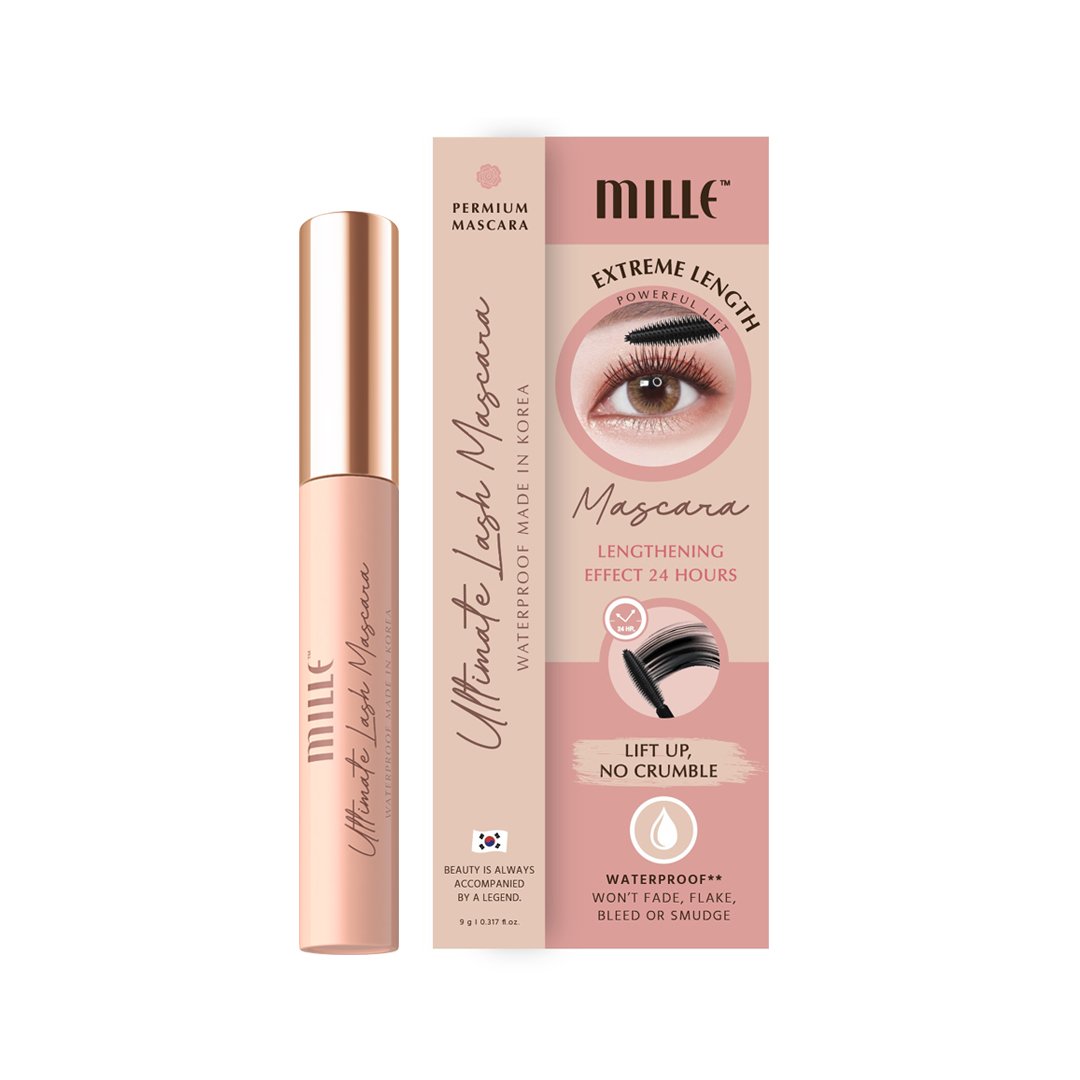 MILLE™
Ultimate Lash Mascara
WATERPROOF MADE IN KOREA
PERMIUM
MASCARA
Ultimate Lash Mascara
WATERPROOF MADE IN KOREA
BEAUTY IS ALWAYS
ACCOMPANIED
BY A LEGEND.
9 g I 0.317 fl.oz.
MILLE™
EXTREME LENGTH
POWERFUL LIFT
Mascara
LENGTHENING
EFFECT 24 HOURS
24 HR.
LIFT UP,
NO CRUMBLE
WATERPROOF**
WON'T FADE, FLAKE,
BLEED OR SMUDGE